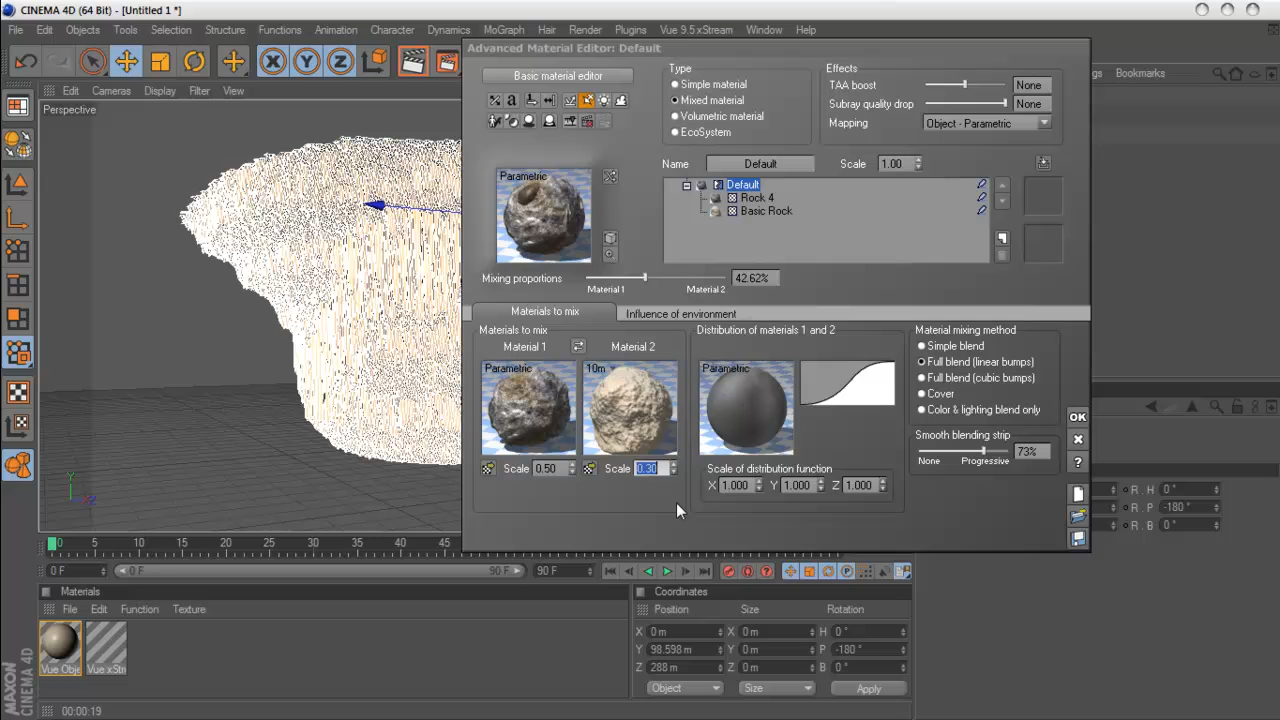 CINEMA 4D (64 Bit) - [Untitled 1 *]
File Edit Objects Tools Selection Structure Functions Animation Character Dynamics MoGraph Hair Render Plugins Vue 9.5 xStream Window Help
Edit Cameras Display Filter View
Perspective
Advanced Material Editor: Default
Basic material editor
Type
Simple material
Mixed material
Volumetric material
EcoSystem
Effects
TAA boost None
Subray quality drop None
Mapping Object - Parametric
Bookmarks
Name Default Scale 1.00
Parametric
Default
Rock 4
Basic Rock
Mixing proportions 42.62%
Material 1 Material 2
Materials to mix Influence of environment
Materials to mix
Material 1 Material 2
Parametric 10m
Scale 0.50 Scale 0.30
Distribution of materials 1 and 2
Parametric
Scale of distribution function
X 1.000 Y 1.000 Z 1.000
Material mixing method
Simple blend
Full blend (linear bumps)
Full blend (cubic bumps)
Cover
Color & lighting blend only
Smooth blending strip
73%
None Progressive
OK
?
R . H 0 °
R . P -180 °
R . B 0 °
Y Z
0 5 10 15 20 25 30 35 40 45
0 F 0 F 90 F 90 F
Materials
File Edit Function Texture
Vue Obje Vue xStri
Coordinates
Position Size Rotation
X 0 m X 0 m H 0 °
Y 98.598 m Y 0 m P -180 °
Z 288 m Z 0 m B 0 °
Object Size Apply
MAXON
CINEMA 4D
00:00:19